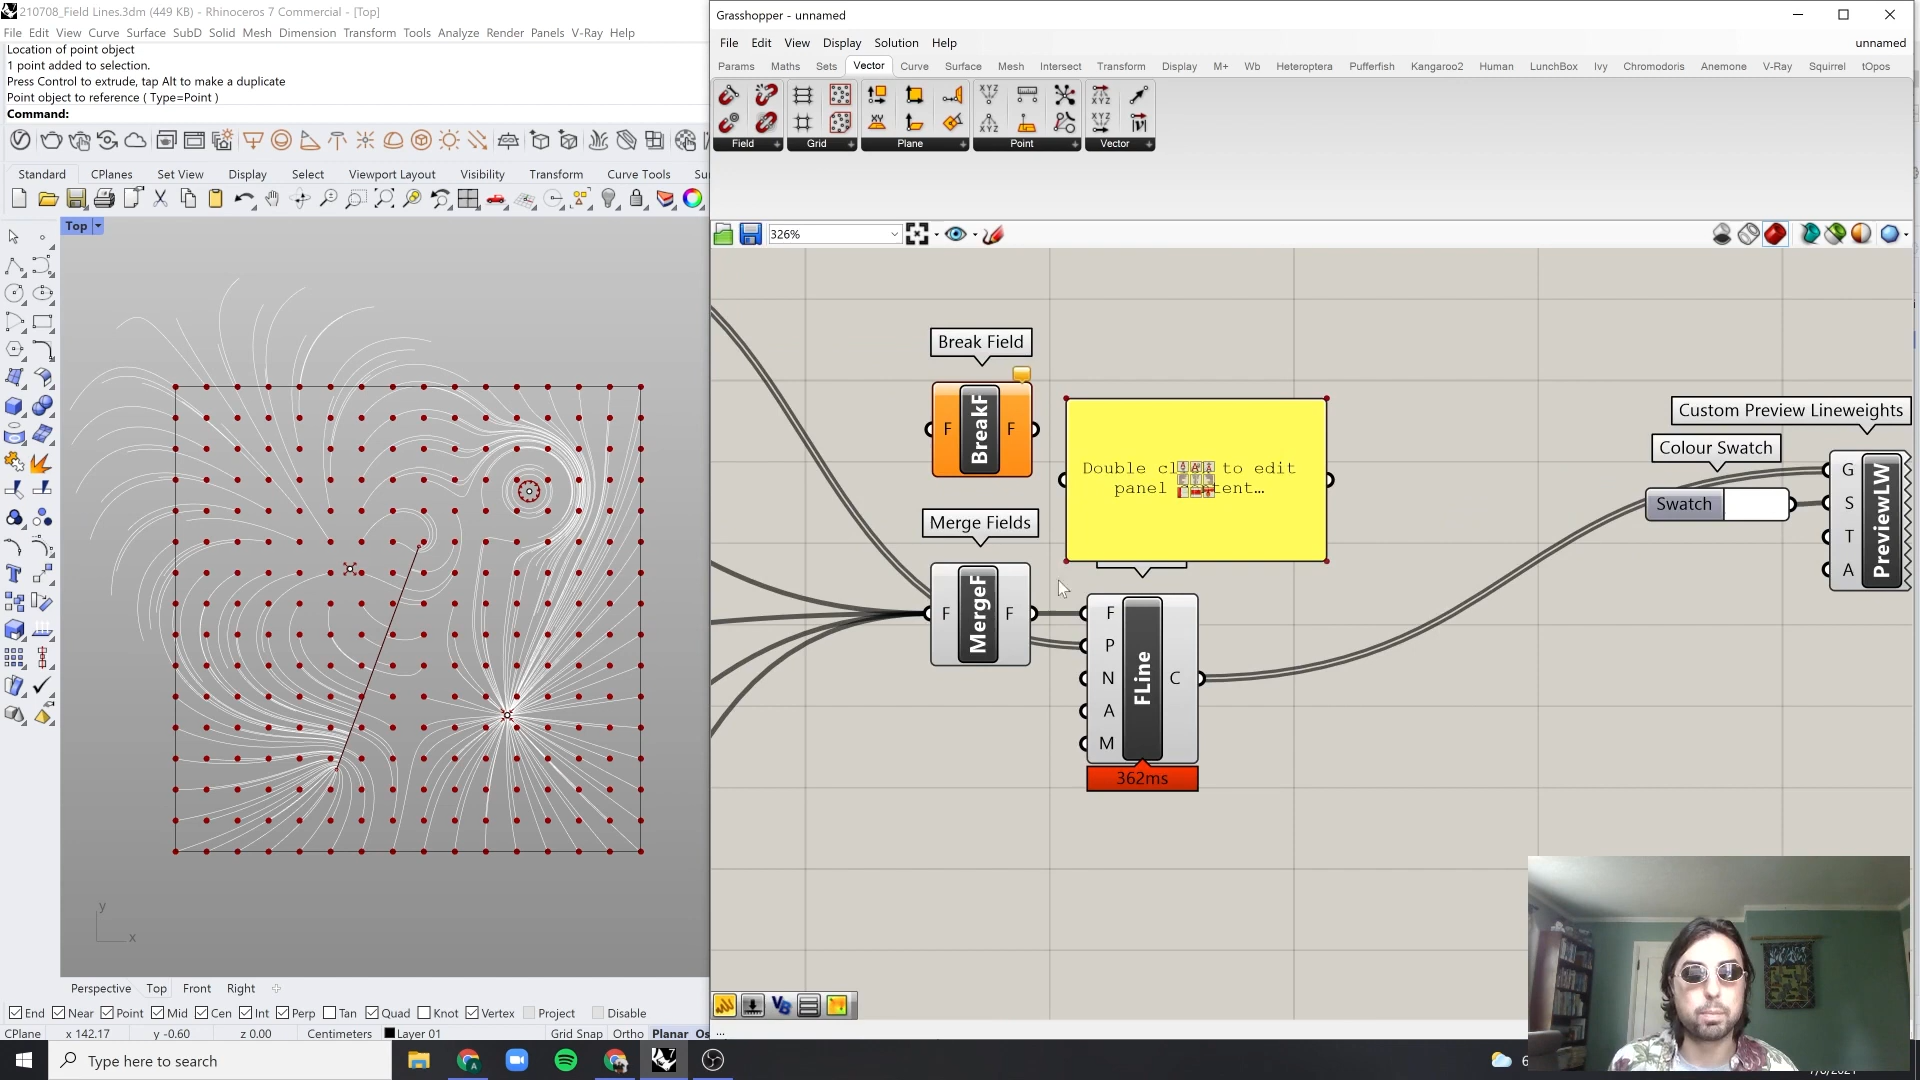 210708_Field Lines.3dm (449 KB) - Rhinoceros 7 Commercial - [Top]
File Edit View Curve Surface SubD Solid Mesh Dimension Transform Tools Analyze Render Panels V-Ray Help
Location of point object
1 point added to selection.
Press Control to extrude, tap Alt to make a duplicate
Point object to reference ( Type=Point )
Command:
Standard CPlanes Set View Display Select Viewport Layout Visibility Transform Curve Tools Su
Top
y
x
Perspective Top Front Right
End Near Point Mid Cen Int Perp Tan Quad Knot Vertex Project Disable
CPlane x 142.17 y -0.60 z 0.00 Centimeters Layer 01 Grid Snap Ortho Planar Os
Type here to search
Grasshopper - unnamed
File Edit View Display Solution Help unnamed
Params Maths Sets Vector Curve Surface Mesh Intersect Transform Display M+ Wb Heteroptera Pufferfish Kangaroo2 Human LunchBox Ivy Chromodoris Anemone V-Ray Squirrel tOpos
XYZ XYZ
XY XYZ XYZ
Field Grid Plane Point Vector
326%
Break Field
F BreakF F
Double to edit
panel
Custom Preview Lineweights
Colour Swatch
Swatch
G
S
T
A
PreviewLW
Merge Fields
F MergeF F
F
P
N
A
M
FLine
C
362ms
...